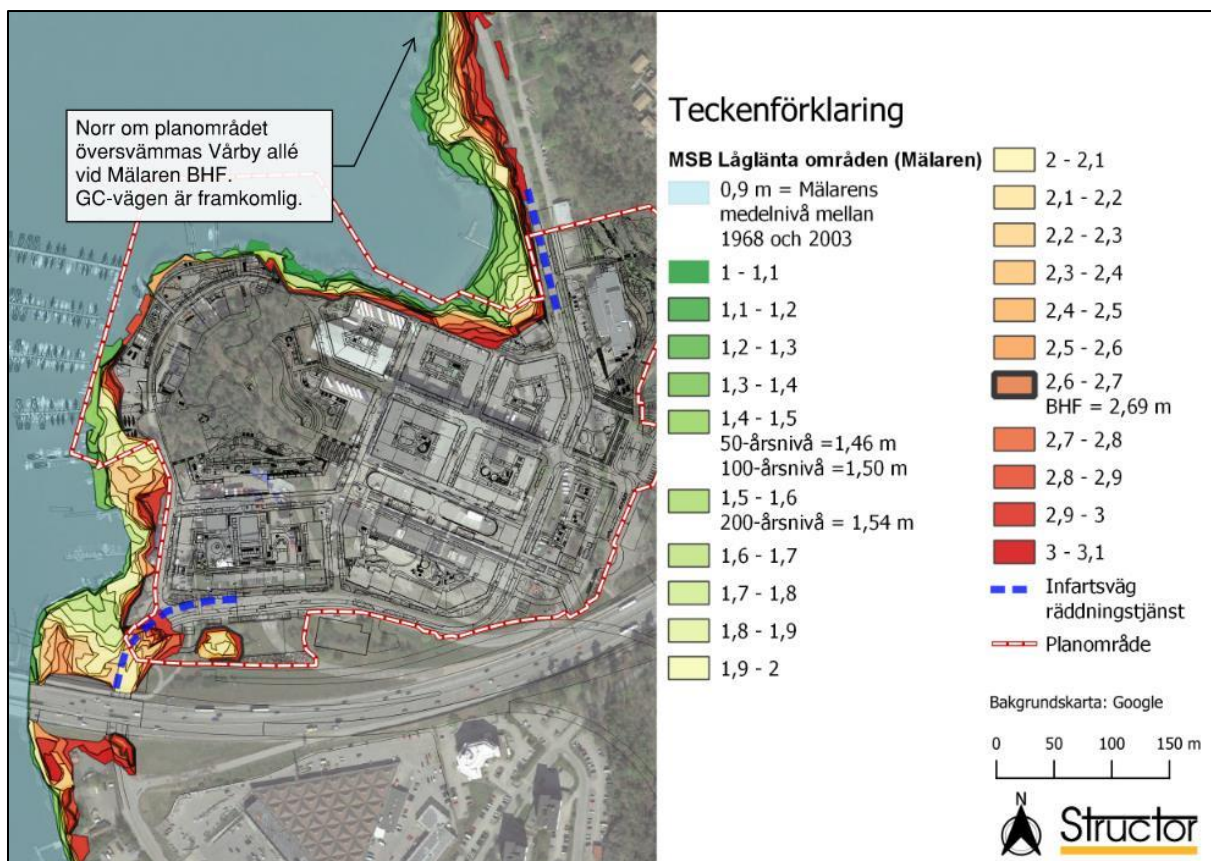 Norr om planområdet
översvämmas Vårby allé
vid Mälaren BHF.
GC-vägen är framkomlig.
Teckenförklaring
MSB Låglänta områden (Mälaren)
0,9 m = Mälarens
medelnivå mellan
1968 och 2003
1 - 1,1
1,1 - 1,2
1,2 - 1,3
1,3 - 1,4
1,4 - 1,5
50-årsnivå =1,46 m
100-årsnivå =1,50 m
1,5 - 1,6
200-årsnivå = 1,54 m
1,6 - 1,7
1,7 - 1,8
1,8 - 1,9
1,9 - 2
2 - 2,1
2,1 - 2,2
2,2 - 2,3
2,3 - 2,4
2,4 - 2,5
2,5 - 2,6
2,6 - 2,7
BHF = 2,69 m
2,7 - 2,8
2,8 - 2,9
2,9 - 3
3 - 3,1
Infartsväg
räddningstjänst
Planområde
Bakgrundskarta: Google
0 50 100 150 m
N
Structor